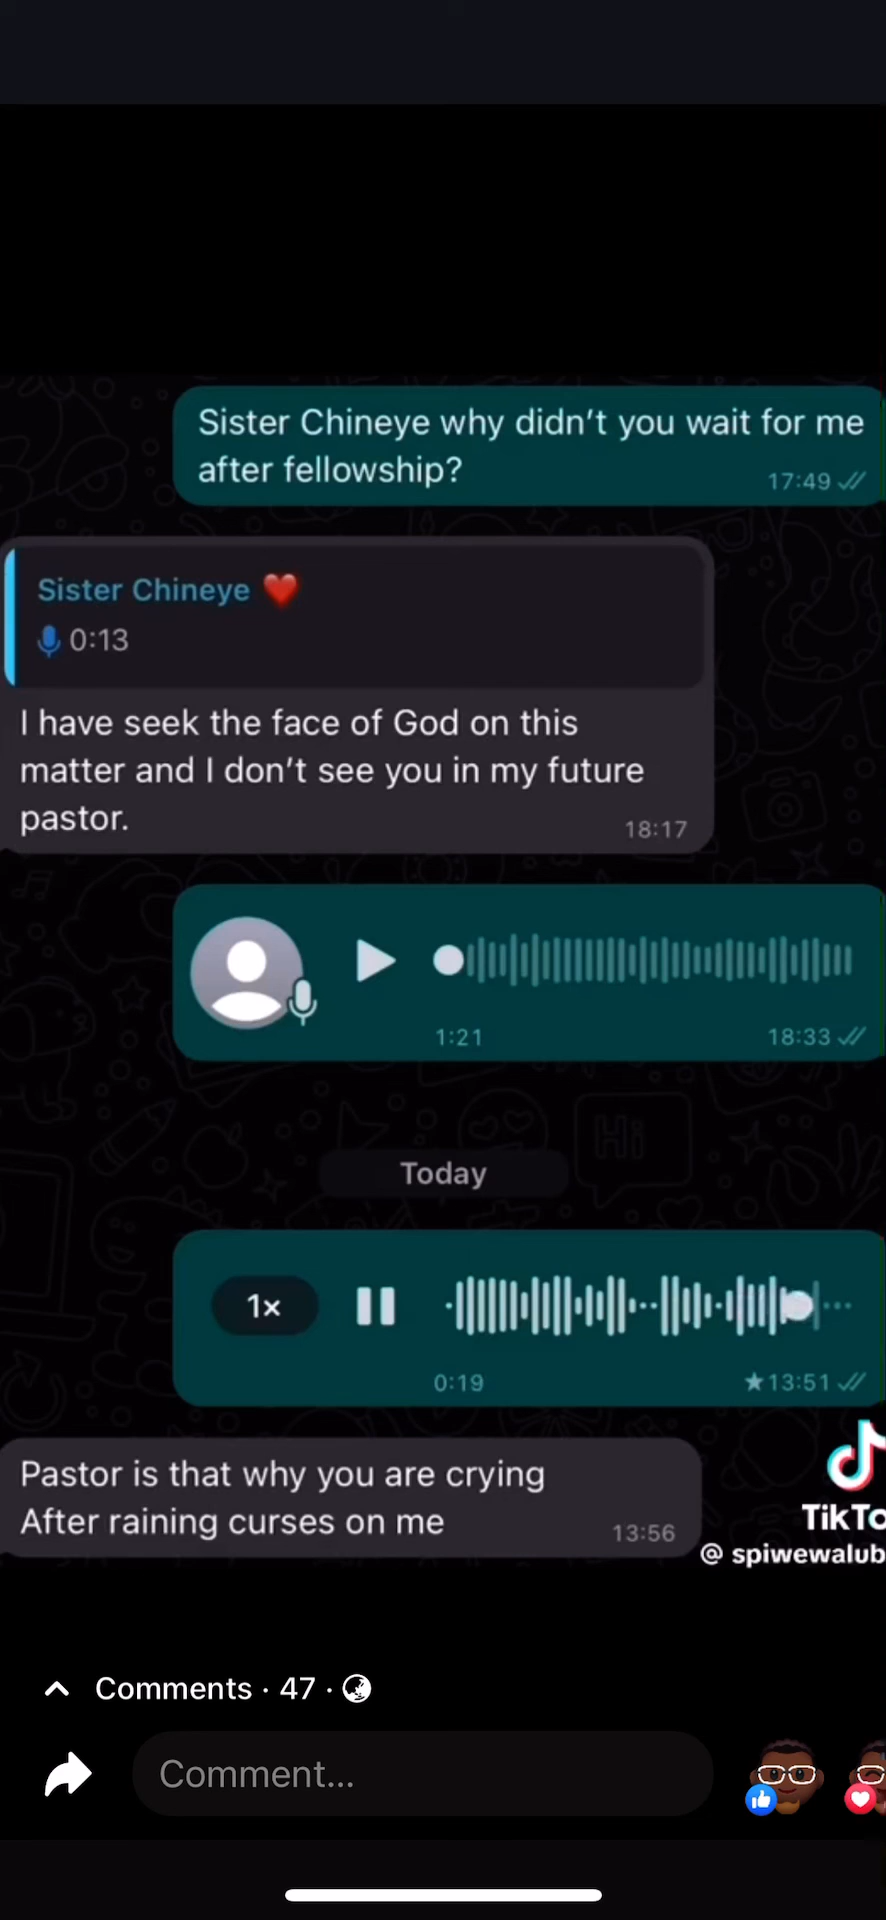 Sister Chineye why didn't you wait for me
after fellowship?
17:49
Sister Chineye
0:13
I have seek the face of God on this
matter and I don't see you in my future
pastor.
18:17
1:21
18:33
Hi
Today
1x
0:19
13:51
Pastor is that why you are crying
After raining curses on me
13:56
TikTo
@ spiwewalub
Comments · 47 ·
Comment...